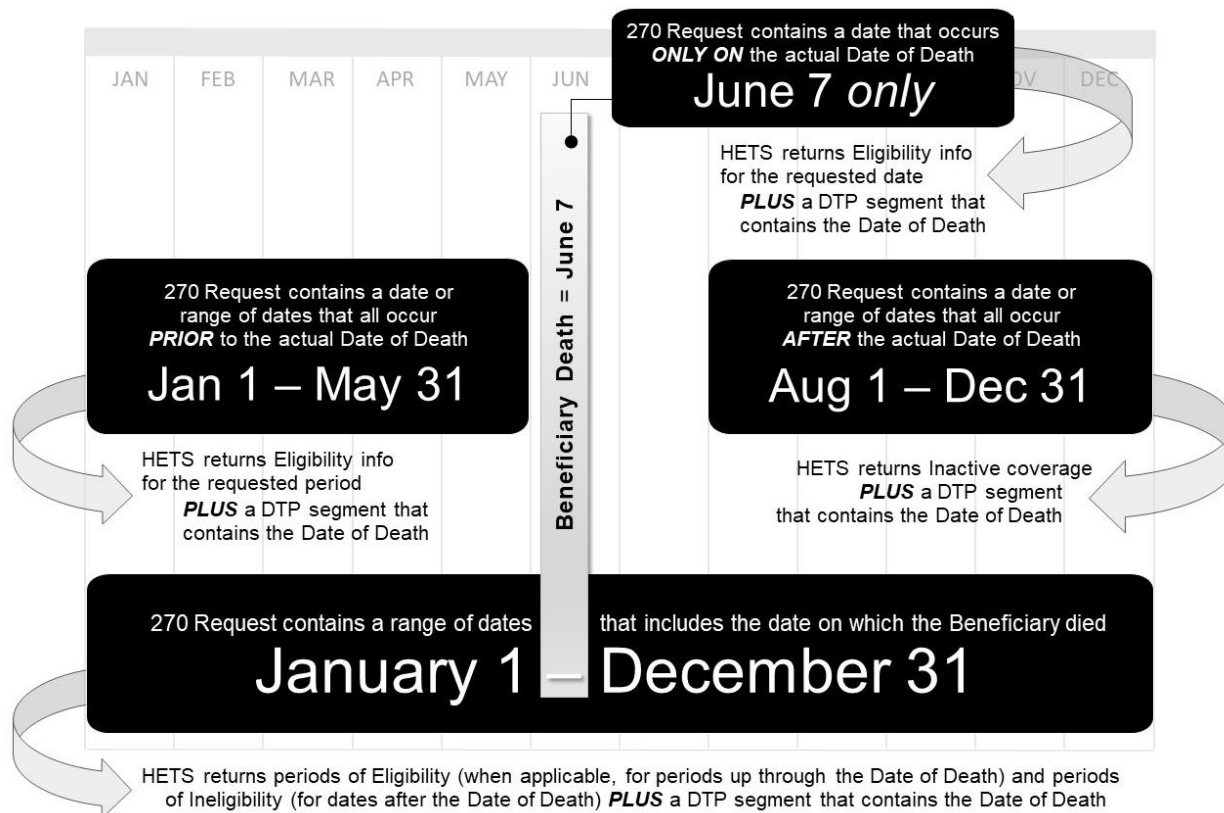 270 Request contains a date that occurs
ONLY ON the actual Date of Death
June 7 only
JAN FEB MAR APR MAY JUN OV DEC
HETS returns Eligibility info
for the requested date
PLUS a DTP segment that
contains the Date of Death
Beneficiary Death = June 7
270 Request contains a date or
range of dates that all occur
PRIOR to the actual Date of Death
Jan 1 – May 31
HETS returns Eligibility info
for the requested period
PLUS a DTP segment that
contains the Date of Death
270 Request contains a date or
range of dates that all occur
AFTER the actual Date of Death
Aug 1 – Dec 31
HETS returns Inactive coverage
PLUS a DTP segment
that contains the Date of Death
270 Request contains a range of dates that includes the date on which the Beneficiary died
January 1 – December 31
HETS returns periods of Eligibility (when applicable, for periods up through the Date of Death) and periods
of Ineligibility (for dates after the Date of Death) PLUS a DTP segment that contains the Date of Death